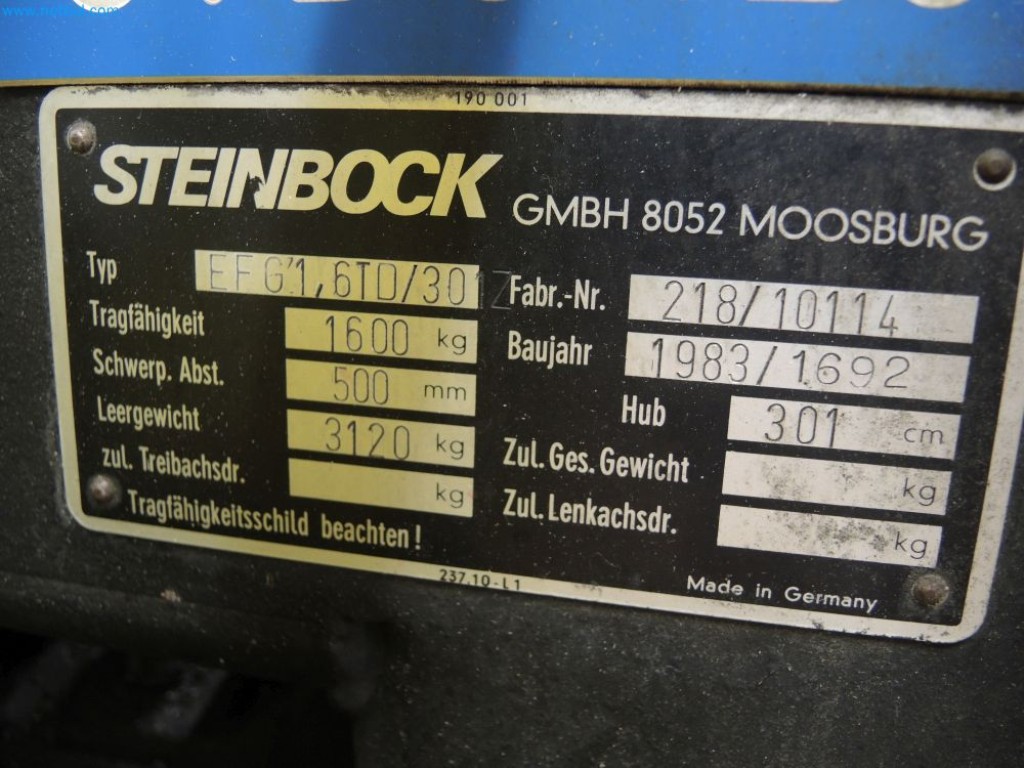 190 001
STEINBOCK GMBH 8052 MOOSBURG
Typ EFG'1,6TD/301Z
Tragfähigkeit 1600 kg
Schwerp. Abst. 500 mm
Leergewicht 3120 kg
zul. Treibachsdr. kg
Tragfähigkeitsschild beachten!
Fabr.-Nr. 218/10114
Baujahr 1983/1692
Hub 301 cm
Zul. Ges. Gewicht kg
Zul. Lenkachsdr. kg
237.10-L1
Made in Germany